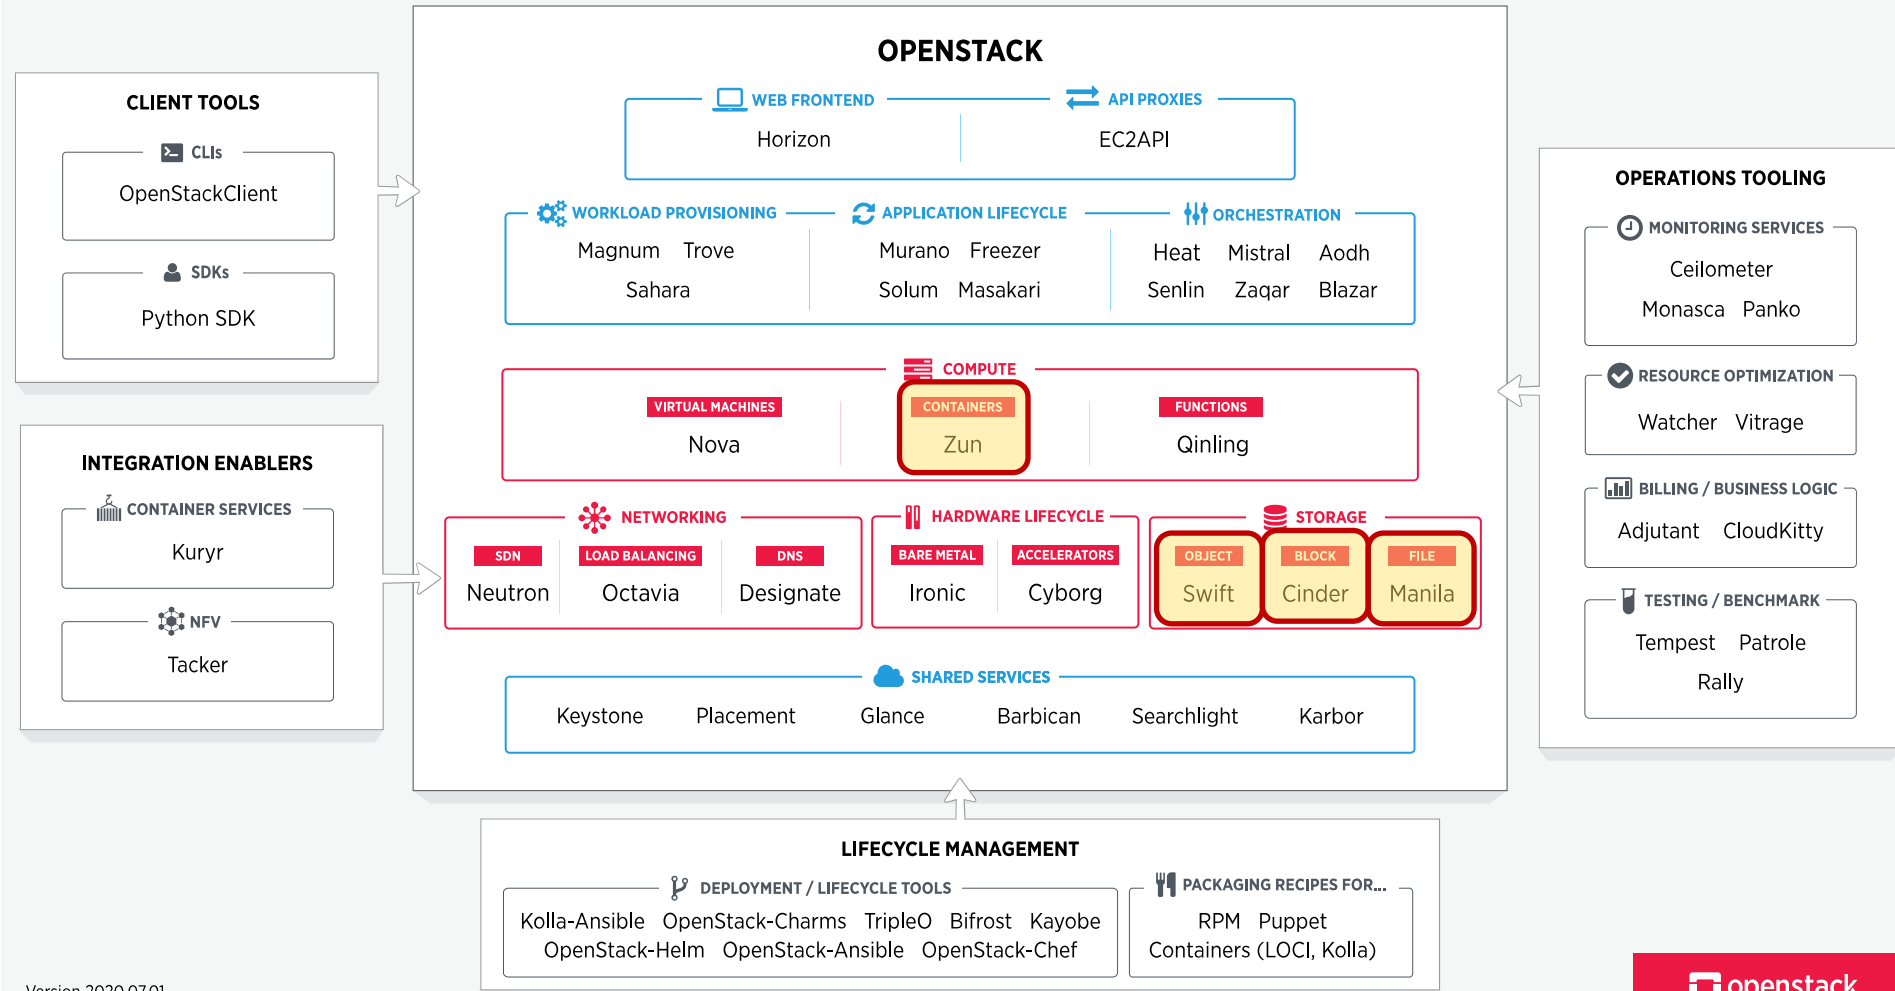 OPENSTACK
WEB FRONTEND
Horizon
API PROXIES
EC2API
WORKLOAD PROVISIONING
Magnum Trove
Sahara
APPLICATION LIFECYCLE
Murano Freezer
Solum Masakari
ORCHESTRATION
Heat Mistral Aodh
Senlin Zaqar Blazar
COMPUTE
VIRTUAL MACHINES
Nova
CONTAINERS
Zun
FUNCTIONS
Qinling
NETWORKING
SDN
Neutron
LOAD BALANCING
Octavia
DNS
Designate
HARDWARE LIFECYCLE
BARE METAL
Ironic
ACCELERATORS
Cyborg
STORAGE
OBJECT
Swift
BLOCK
Cinder
FILE
Manila
SHARED SERVICES
Keystone Placement Glance Barbican Searchlight Karbor
CLIENT TOOLS
CLIs
OpenStackClient
SDKs
Python SDK
INTEGRATION ENABLERS
CONTAINER SERVICES
Kuryr
NFV
Tacker
OPERATIONS TOOLING
MONITORING SERVICES
Ceilometer
Monasca Panko
RESOURCE OPTIMIZATION
Watcher Vitrage
BILLING / BUSINESS LOGIC
Adjutant CloudKitty
TESTING / BENCHMARK
Tempest Patrole
Rally
LIFECYCLE MANAGEMENT
DEPLOYMENT / LIFECYCLE TOOLS
Kolla-Ansible OpenStack-Charms TripleO Bifrost Kayobe
OpenStack-Helm OpenStack-Ansible OpenStack-Chef
PACKAGING RECIPES FOR...
RPM Puppet
Containers (LOCI, Kolla)
Version 2020.07.01
openstack